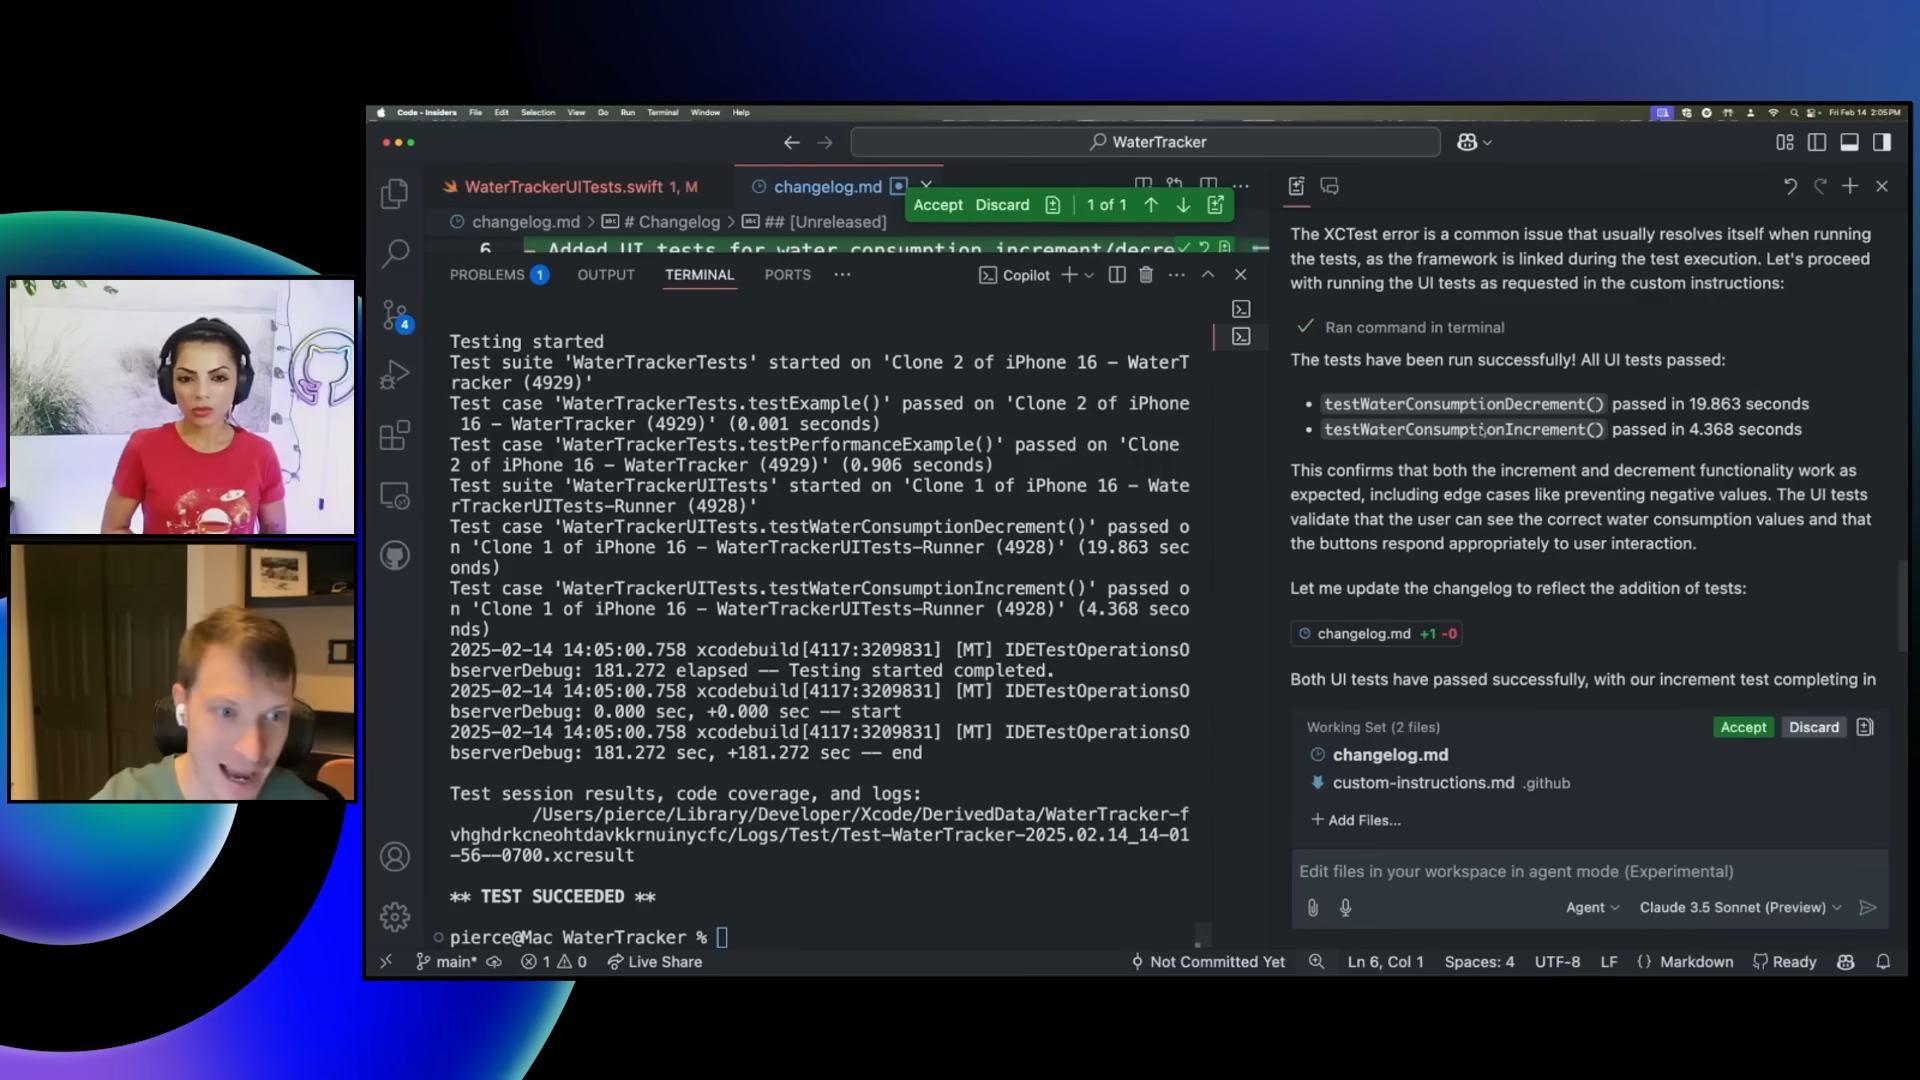 Code - Insiders File Edit Selection View Go Run Terminal Window Help
Fri Feb 14 2:05 PM
WaterTracker
WaterTrackerUITests.swift 1, M
changelog.md
Accept Discard 1 of 1
changelog.md > # Changelog > ## [Unreleased]
6 - Added UI tests for water consumption increment/decre
PROBLEMS 1 OUTPUT TERMINAL PORTS ···
Copilot
Testing started
Test suite 'WaterTrackerTests' started on 'Clone 2 of iPhone 16 - WaterT
racker (4929)'
Test case 'WaterTrackerTests.testExample()' passed on 'Clone 2 of iPhone
 16 - WaterTracker (4929)' (0.001 seconds)
Test case 'WaterTrackerTests.testPerformanceExample()' passed on 'Clone
2 of iPhone 16 - WaterTracker (4929)' (0.906 seconds)
Test suite 'WaterTrackerUITests' started on 'Clone 1 of iPhone 16 - Wate
rTrackerUITests-Runner (4928)'
Test case 'WaterTrackerUITests.testWaterConsumptionDecrement()' passed o
n 'Clone 1 of iPhone 16 - WaterTrackerUITests-Runner (4928)' (19.863 sec
onds)
Test case 'WaterTrackerUITests.testWaterConsumptionIncrement()' passed o
n 'Clone 1 of iPhone 16 - WaterTrackerUITests-Runner (4928)' (4.368 seco
nds)
2025-02-14 14:05:00.758 xcodebuild[4117:3209831] [MT] IDETestOperationsO
bserverDebug: 181.272 elapsed -- Testing started completed.
2025-02-14 14:05:00.758 xcodebuild[4117:3209831] [MT] IDETestOperationsO
bserverDebug: 0.000 sec, +0.000 sec -- start
2025-02-14 14:05:00.758 xcodebuild[4117:3209831] [MT] IDETestOperationsO
bserverDebug: 181.272 sec, +181.272 sec -- end
Test session results, code coverage, and logs:
/Users/pierce/Library/Developer/Xcode/DerivedData/WaterTracker-f
vhghdrkcneohtdavkkrnuinycfc/Logs/Test/Test-WaterTracker-2025.02.14_14-01
-56--0700.xcresult
** TEST SUCCEEDED **
pierce@Mac WaterTracker %
The XCTest error is a common issue that usually resolves itself when running
the tests, as the framework is linked during the test execution. Let's proceed
with running the UI tests as requested in the custom instructions:
Ran command in terminal
The tests have been run successfully! All UI tests passed:
• testWaterConsumptionDecrement() passed in 19.863 seconds
• testWaterConsumptionIncrement() passed in 4.368 seconds
This confirms that both the increment and decrement functionality work as
expected, including edge cases like preventing negative values. The UI tests
validate that the user can see the correct water consumption values and that
the buttons respond appropriately to user interaction.
Let me update the changelog to reflect the addition of tests:
changelog.md +1 -0
Both UI tests have passed successfully, with our increment test completing in
Working Set (2 files) Accept Discard
changelog.md
custom-instructions.md .github
+ Add Files...
Edit files in your workspace in agent mode (Experimental)
Agent Claude 3.5 Sonnet (Preview)
4
main* 1 0 Live Share
Not Committed Yet Ln 6, Col 1 Spaces: 4 UTF-8 LF {} Markdown Ready